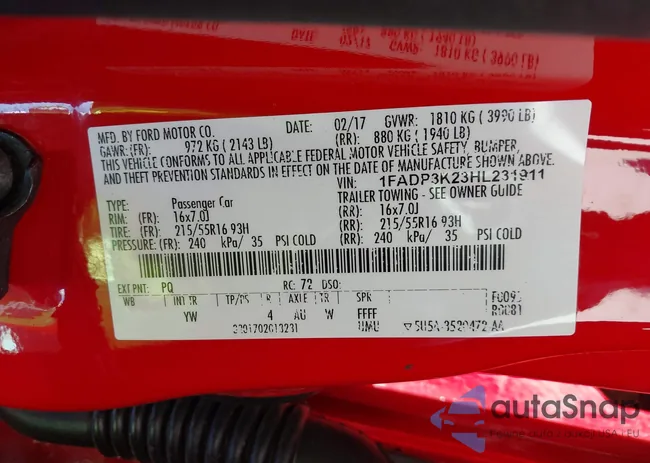 MFD. BY FORD MOTOR CO. DATE: 02/17 GVWR: 1810 KG ( 3990 LB)
GAWR: (FR): 972 KG ( 2143 LB) (RR): 880 KG ( 1940 LB)
THIS VEHICLE CONFORMS TO ALL APPLICABLE FEDERAL MOTOR VEHICLE SAFETY, BUMPER,
AND THEFT PREVENTION STANDARDS IN EFFECT ON THE DATE OF MANUFACTURE SHOWN ABOVE.
VIN: 1FADP3K23HL231911
TYPE: Passenger Car TRAILER TOWING - SEE OWNER GUIDE
RIM: (FR): 16x7.0J (RR): 16x7.0J
TIRE: (FR): 215/55R16 93H (RR): 215/55R16 93H
PRESSURE: (FR): 240 kPa/ 35 PSI COLD (RR): 240 kPa/ 35 PSI COLD
EXT PNT: PQ RC: 72 DSO:
WB INT TR TP/PS R AXLE TR SPK
YW 4 AU W FFFF
autoSnap